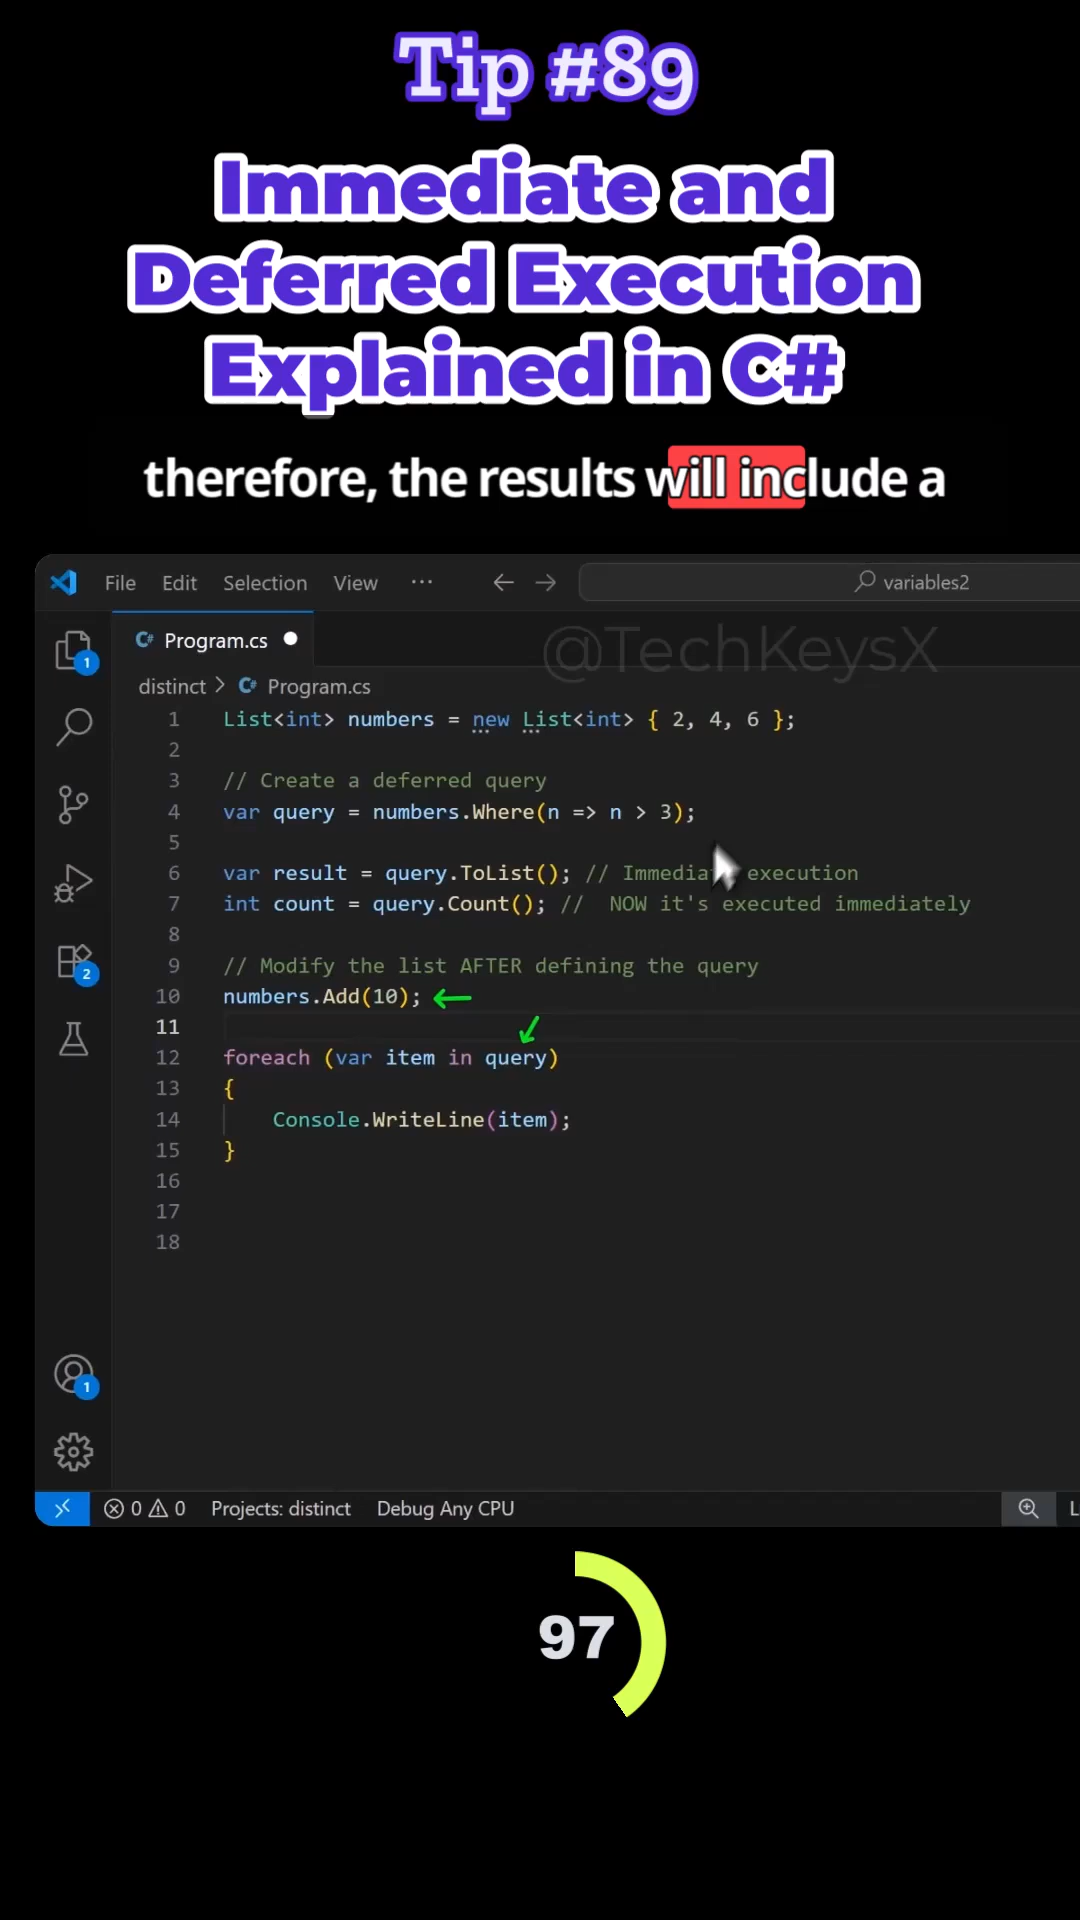 Tip #89
Immediate and
Deferred Execution
Explained in C#
therefore, the results will include a
File Edit Selection View ··· variables2
@TechKeysX
C# Program.cs
distinct > C# Program.cs
1 List<int> numbers = new List<int> { 2, 4, 6 };
2
3 // Create a deferred query
4 var query = numbers.Where(n => n > 3);
5
6 var result = query.ToList(); // Immediat execution
7 int count = query.Count(); // NOW it's executed immediately
8
9 // Modify the list AFTER defining the query
10 numbers.Add(10);
11
12 foreach (var item in query)
13 {
14 Console.WriteLine(item);
15 }
16
17
18
1
2
1
0 0 Projects: distinct Debug Any CPU L
97